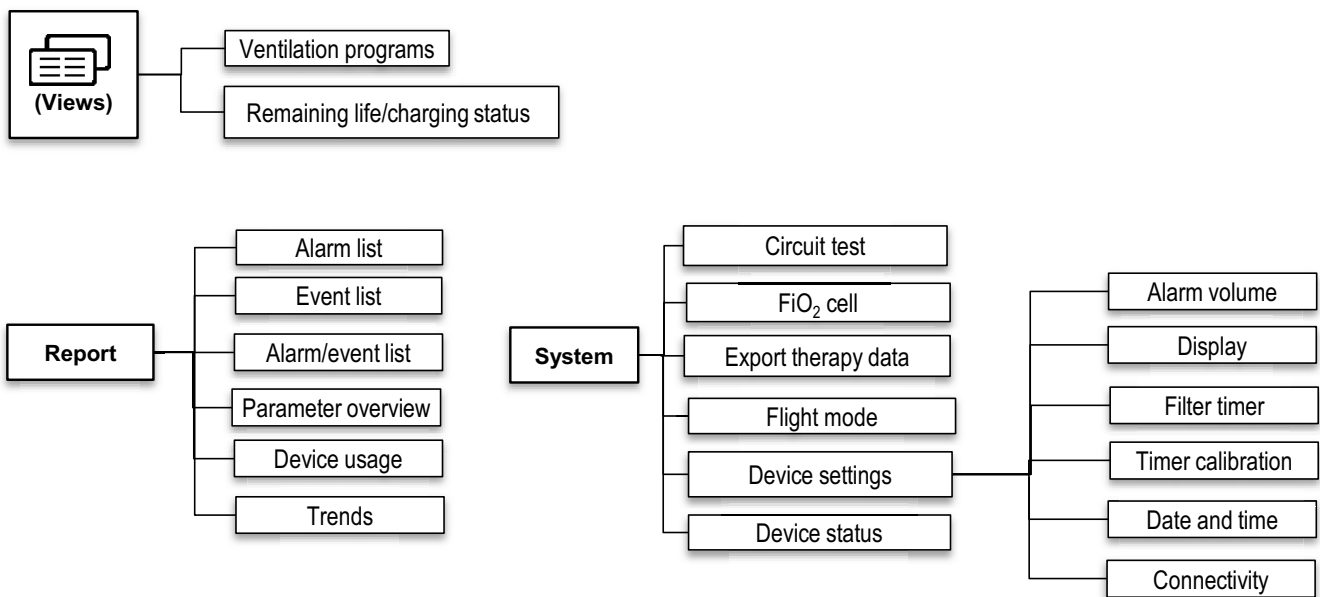 (Views)
Ventilation programs
Remaining life/charging status
Report
Alarm list
Event list
Alarm/event list
Parameter overview
Device usage
Trends
System
Circuit test
FiO₂ cell
Export therapy data
Flight mode
Device settings
Device status
Alarm volume
Display
Filter timer
Timer calibration
Date and time
Connectivity